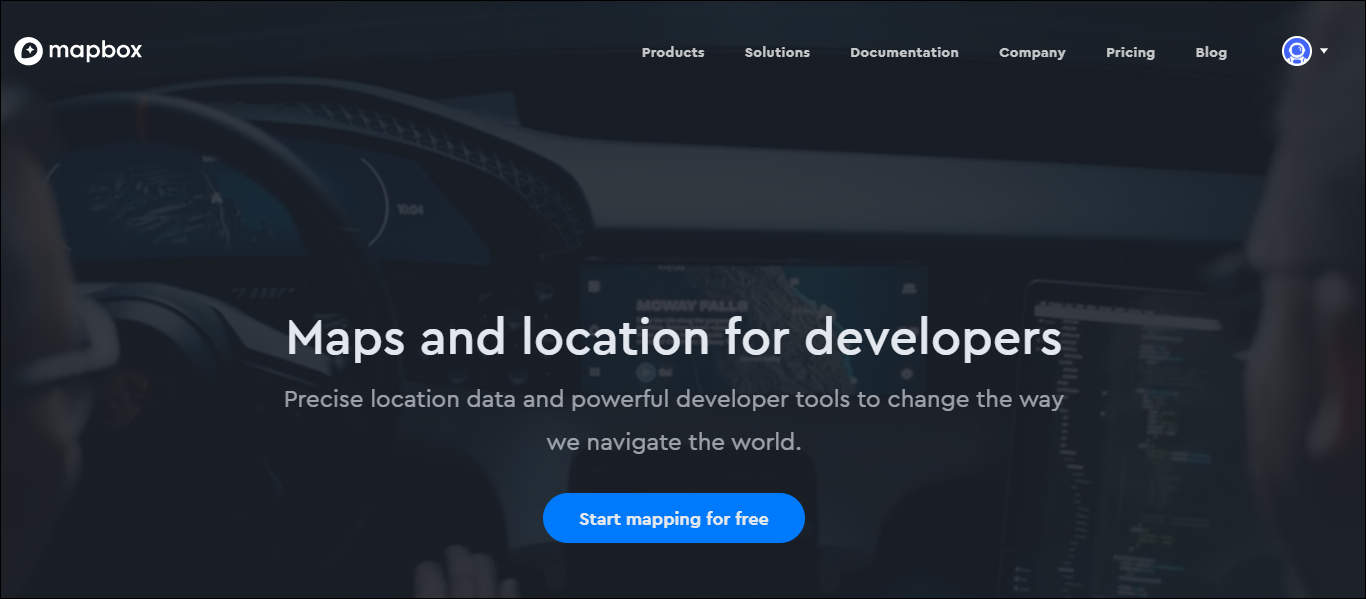 mapbox
Products Solutions Documentation Company Pricing Blog
10:04
MOWAY FALLS
Maps and location for developers
Precise location data and powerful developer tools to change the way
we navigate the world.
Start mapping for free